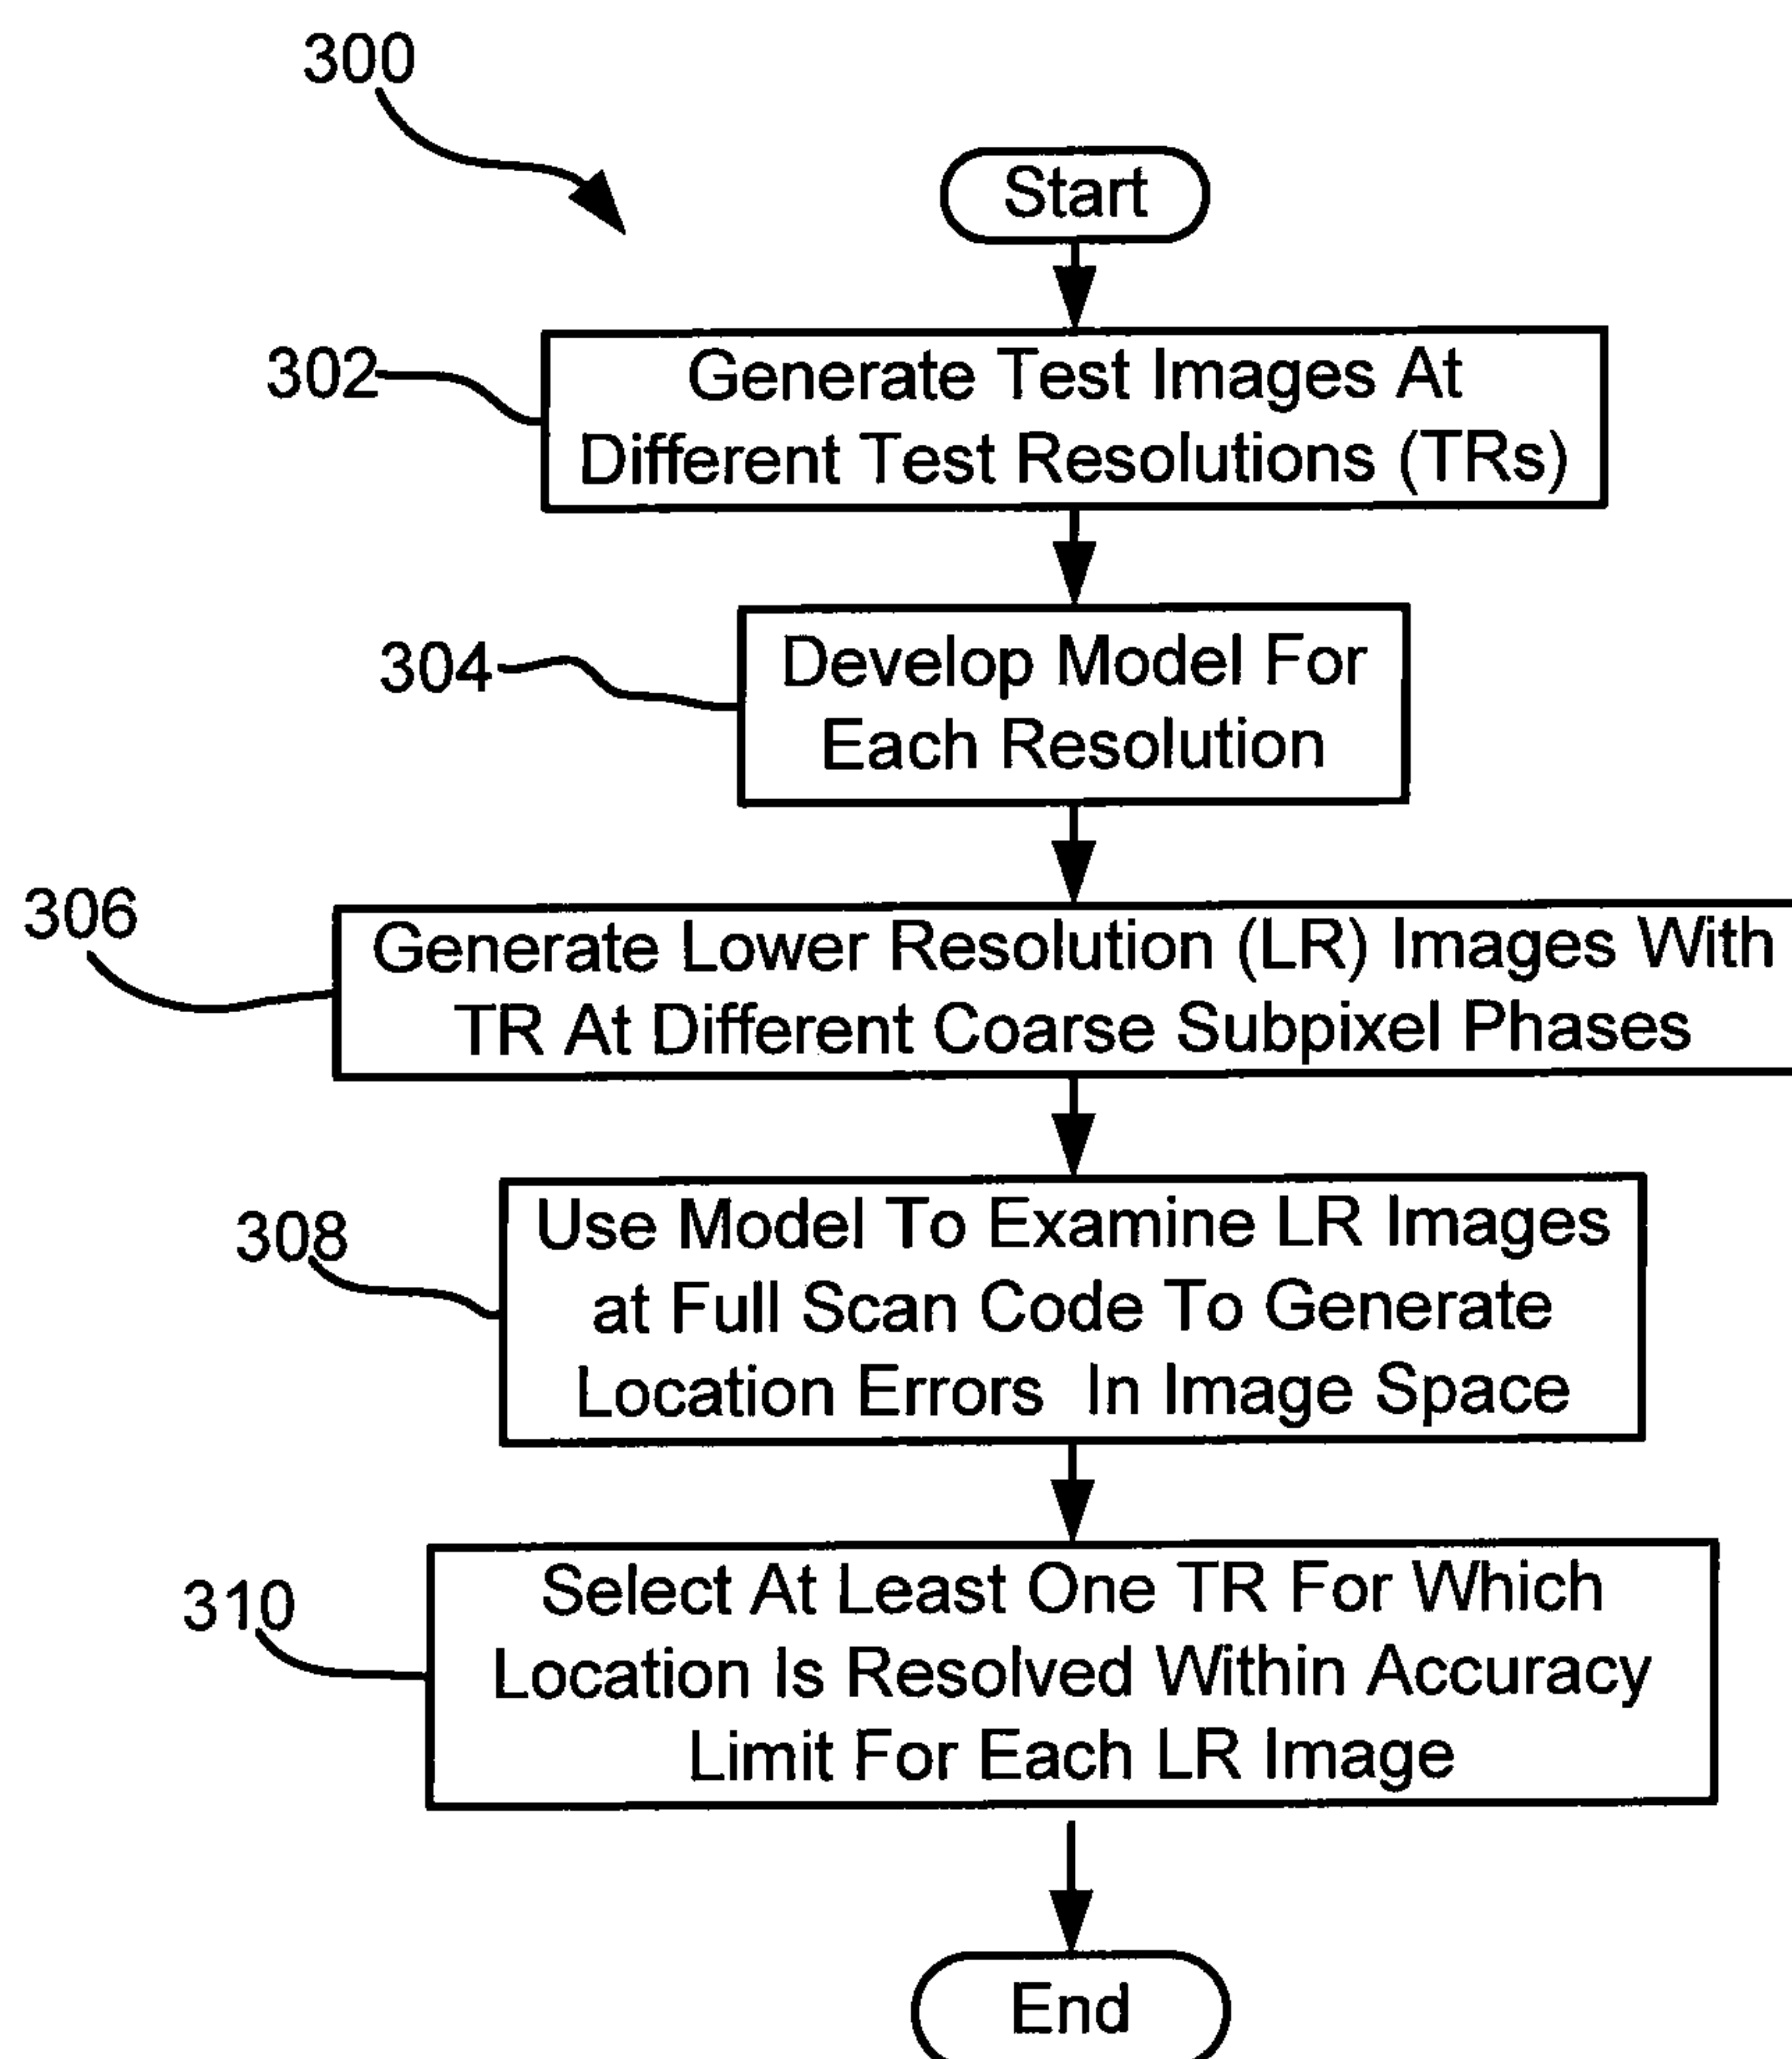 300
Start
302
Generate Test Images At
Different Test Resolutions (TRs)
304
Develop Model For
Each Resolution
306
Generate Lower Resolution (LR) Images With
TR At Different Coarse Subpixel Phases
308
Use Model To Examine LR Images
at Full Scan Code To Generate
Location Errors In Image Space
310
Select At Least One TR For Which
Location Is Resolved Within Accuracy
Limit For Each LR Image
End